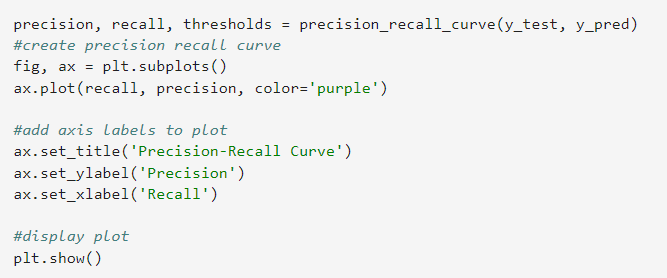 precision, recall, thresholds = precision_recall_curve(y_test, y_pred)
#create precision recall curve
fig, ax = plt.subplots()
ax.plot(recall, precision, color='purple')
#add axis labels to plot
ax.set_title('Precision-Recall Curve')
ax.set_ylabel('Precision')
ax.set_xlabel('Recall')
#display plot
plt.show()